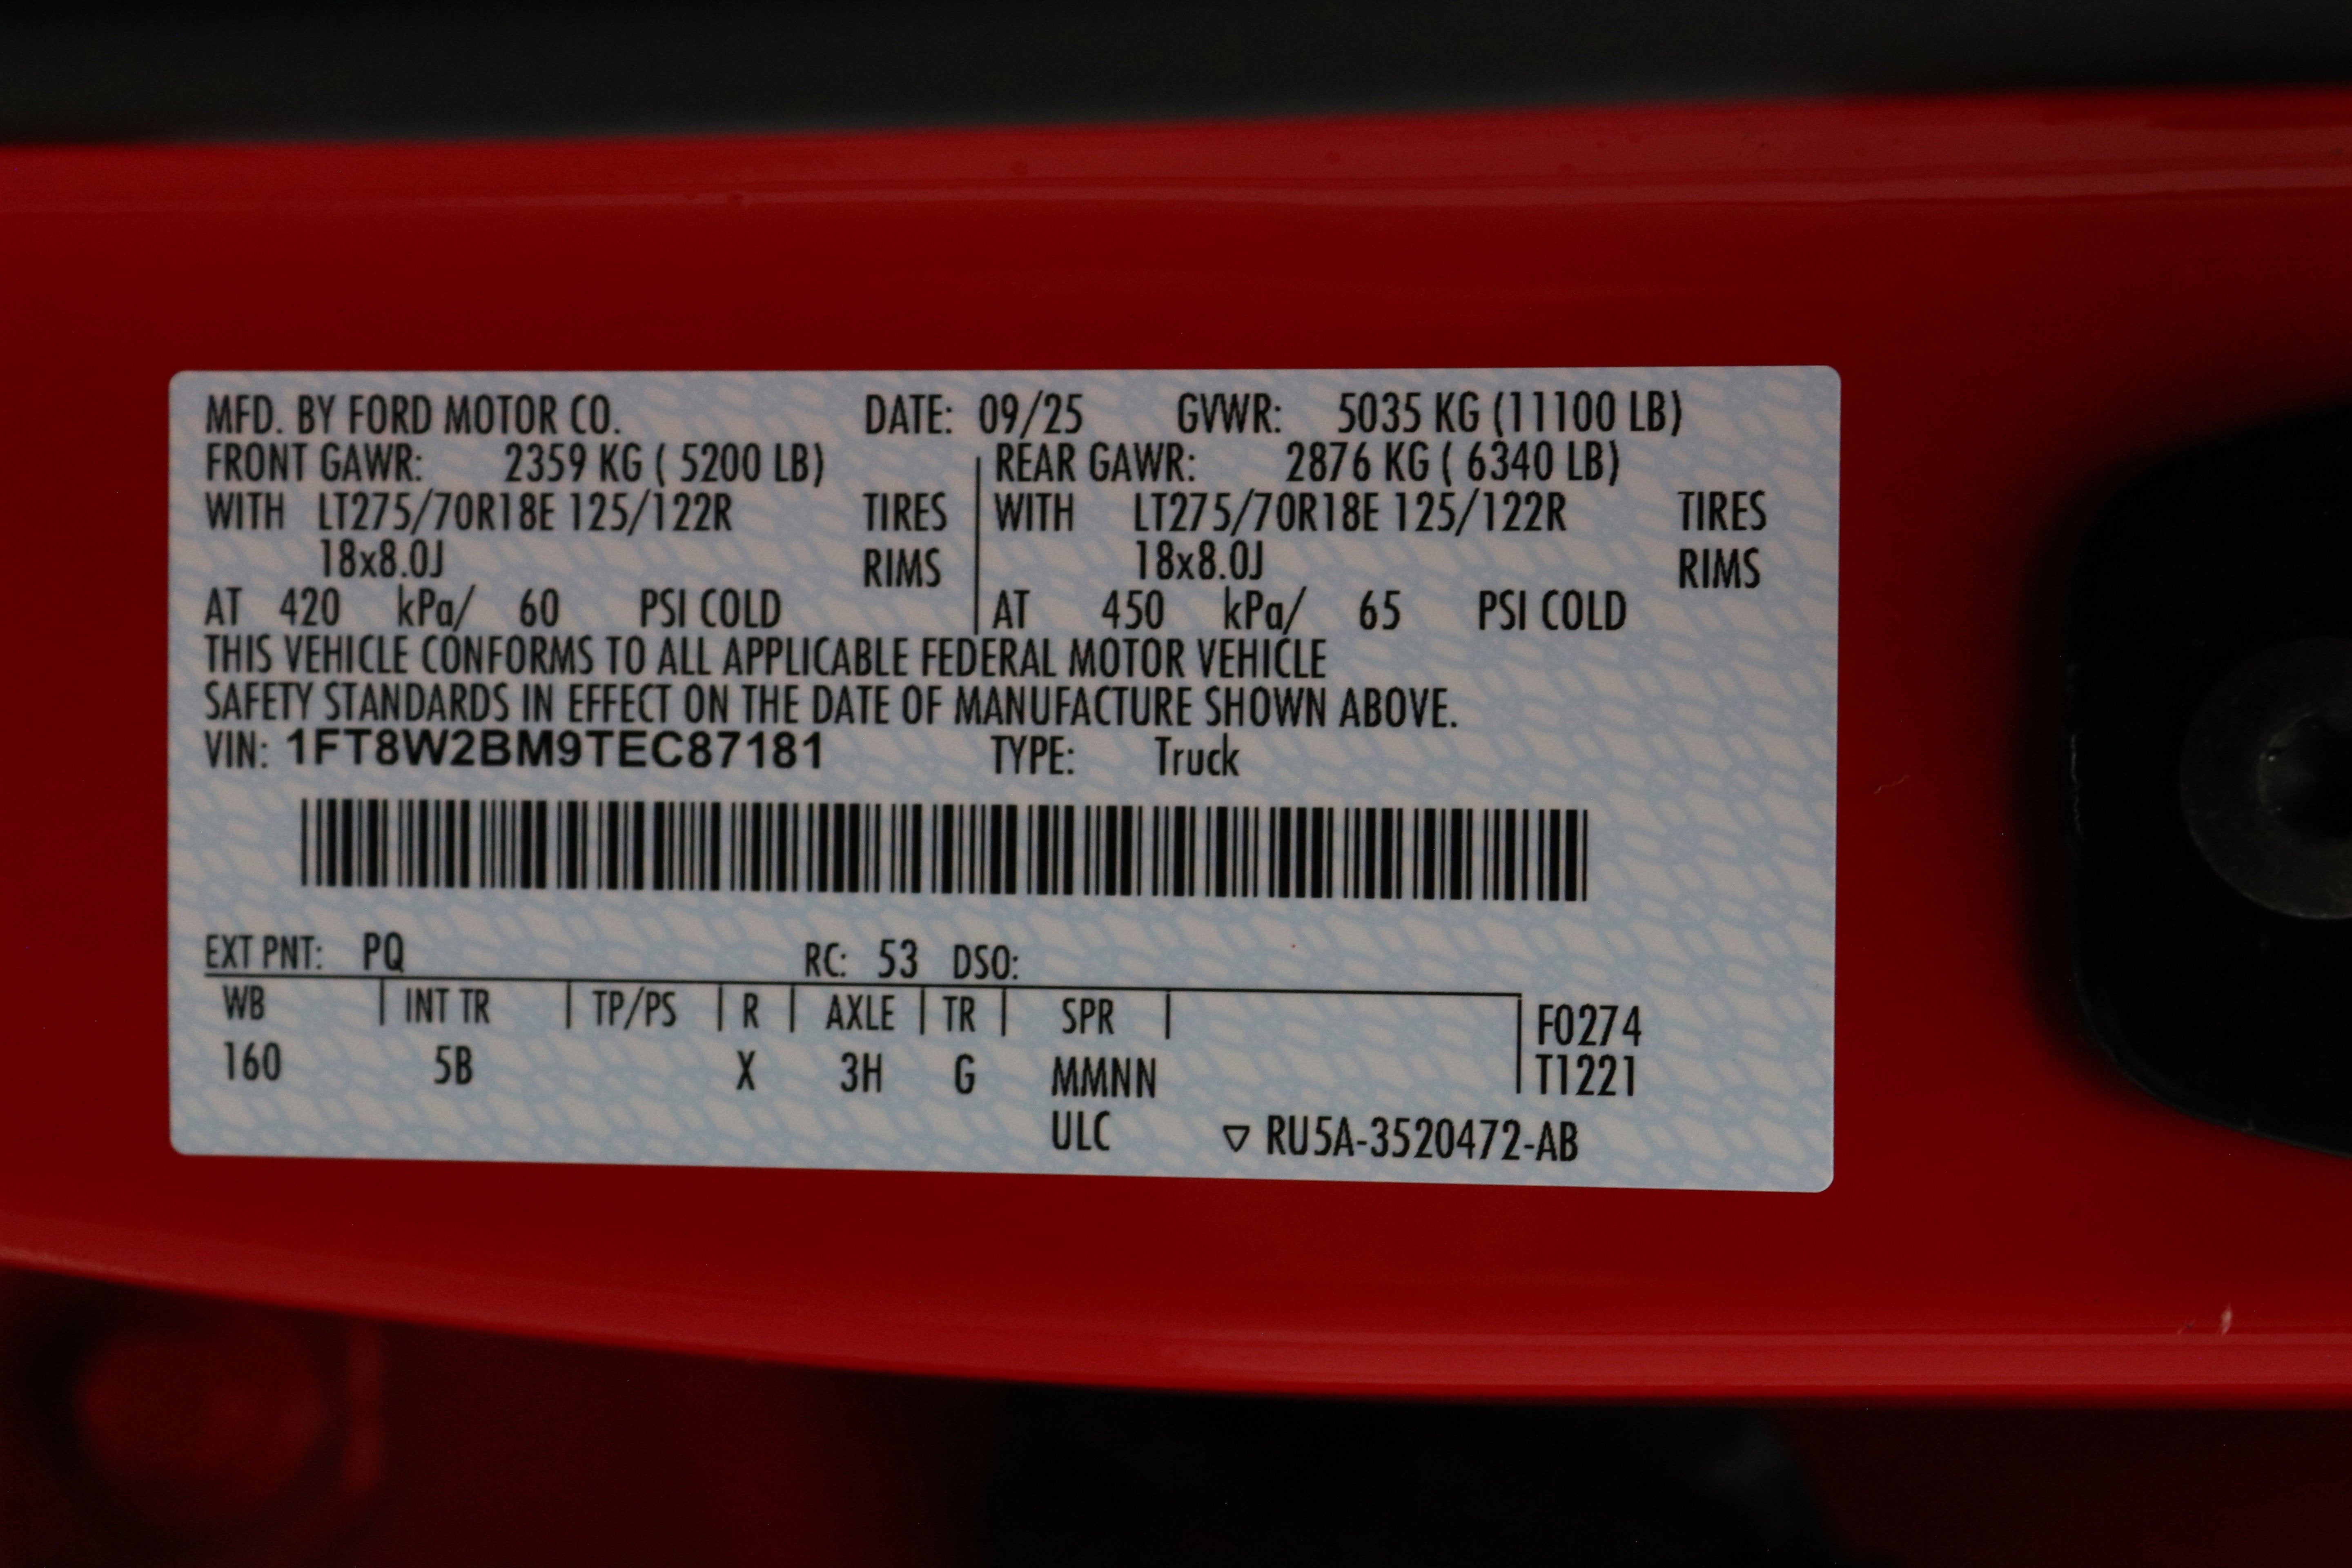 MFD. BY FORD MOTOR CO. DATE: 09/25 GVWR: 5035 KG (11100 LB)
FRONT GAWR: 2359 KG ( 5200 LB) REAR GAWR: 2876 KG ( 6340 LB)
WITH LT275/70R18E 125/122R TIRES WITH LT275/70R18E 125/122R TIRES
18x8.0J RIMS 18x8.0J RIMS
AT 420 kPa/ 60 PSI COLD AT 450 kPa/ 65 PSI COLD
THIS VEHICLE CONFORMS TO ALL APPLICABLE FEDERAL MOTOR VEHICLE
SAFETY STANDARDS IN EFFECT ON THE DATE OF MANUFACTURE SHOWN ABOVE.
VIN: 1FT8W2BM9TEC87181 TYPE: Truck
EXT PNT: PQ RC: 53 DSO:
WB INT TR TP/PS R AXLE TR SPR F0274
160 5B X 3H G MMNN T1221
ULC ▽ RU5A-3520472-AB